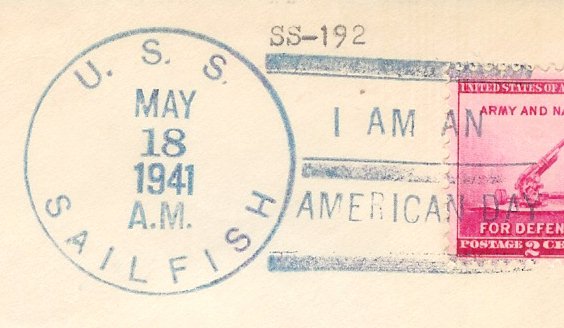 SS-192
U. S. S.
MAY
18
1941
A.M.
SAILFISH
I AM AN
AMERICAN DAY
UNITED STATES OF A
ARMY AND NA
FOR DEFEN
POSTAGE 2 CE